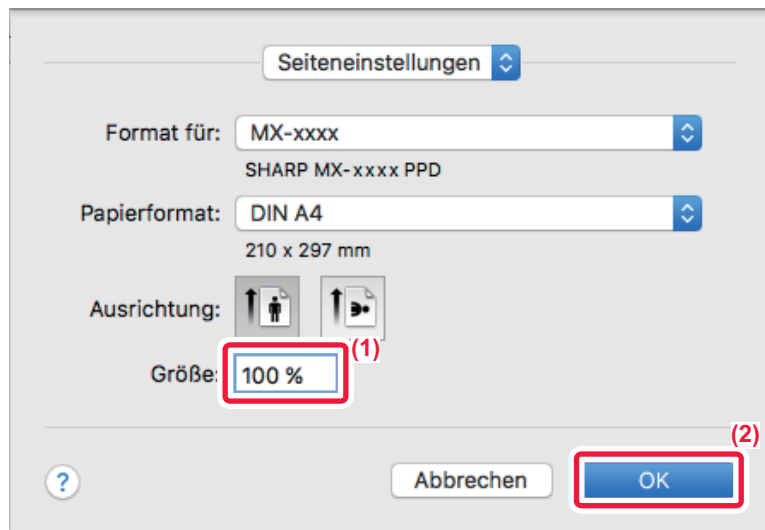 Seiteneinstellungen
Format für: MX-xxxx
SHARP MX-xxxx PPD
Papierformat: DIN A4
210 x 297 mm
Ausrichtung:
(1)
Größe: 100 %
(2)
? Abbrechen OK